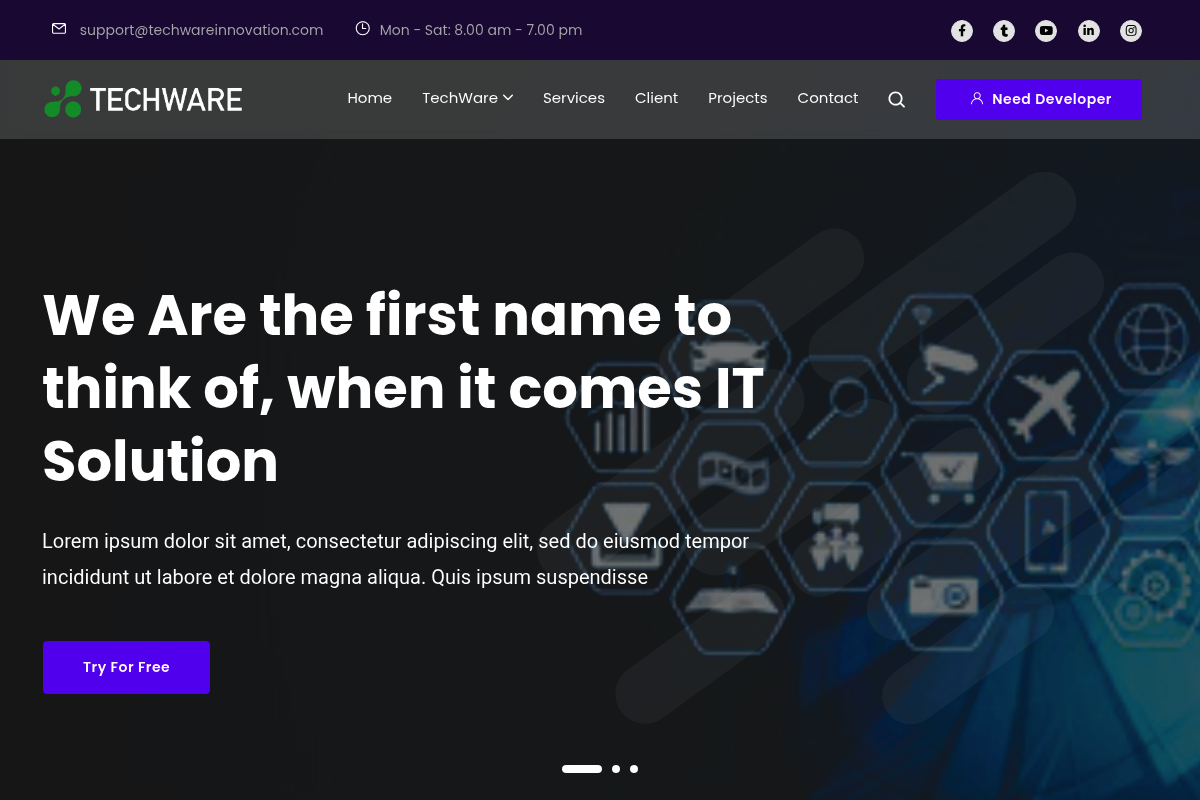 support@techwareinnovation.com
Mon - Sat: 8.00 am - 7.00 pm
TECHWARE
Home
TechWare
Services
Client
Projects
Contact
Need Developer
We Are the first name to
think of, when it comes IT
Solution
Lorem ipsum dolor sit amet, consectetur adipiscing elit, sed do eiusmod tempor
incididunt ut labore et dolore magna aliqua. Quis ipsum suspendisse
Try For Free